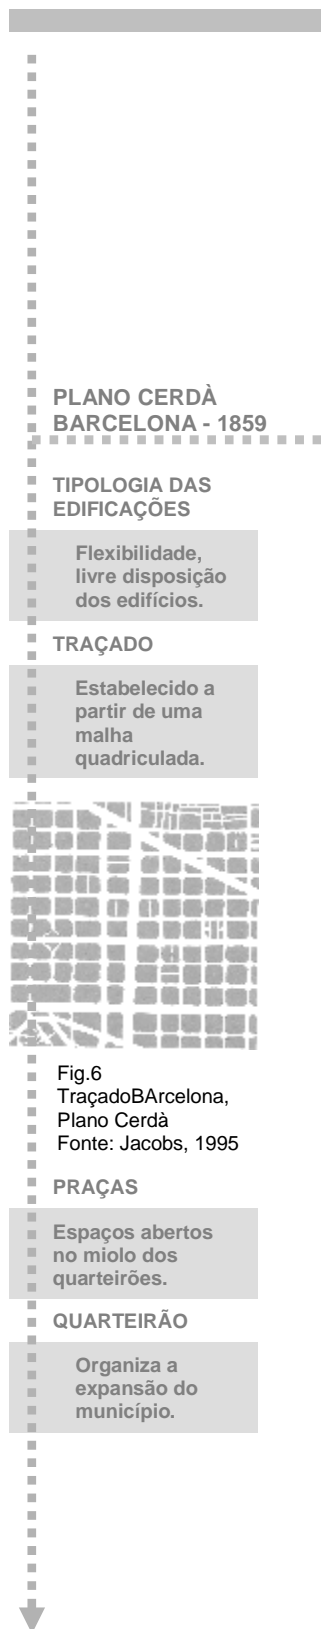 PLANO CERDÀ
BARCELONA - 1859
TIPOLOGIA DAS
EDIFICAÇÕES
Flexibilidade,
livre disposição
dos edifícios.
TRAÇADO
Estabelecido a
partir de uma
malha
quadriculada.
Fig.6
TraçadoBArcelona,
Plano Cerdà
Fonte: Jacobs, 1995
PRAÇAS
Espaços abertos
no miolo dos
quarteirões.
QUARTEIRÃO
Organiza a
expansão do
município.